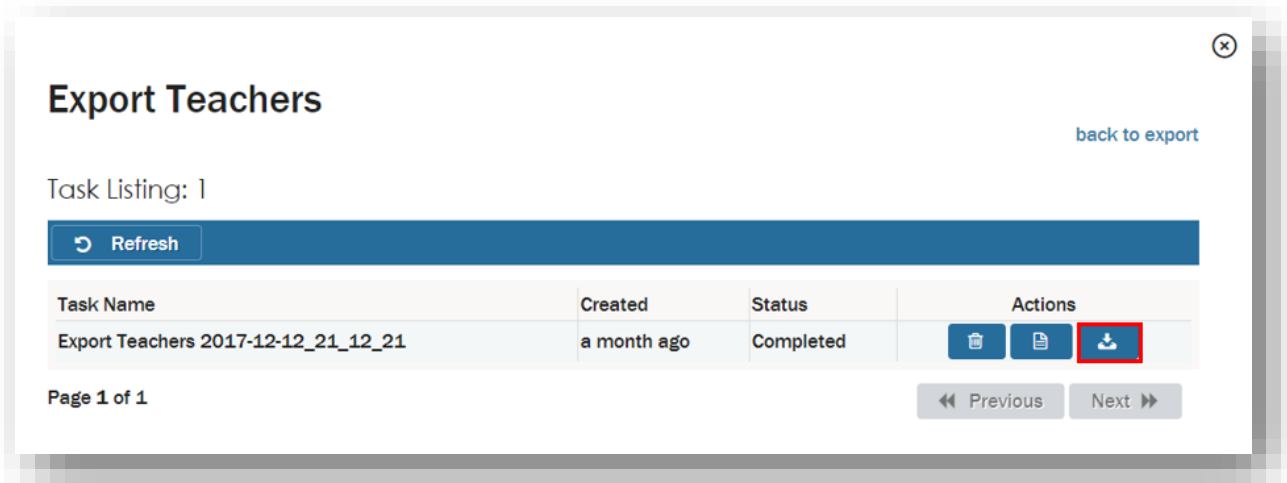 Export Teachers
back to export
Task Listing: 1
Refresh
Task Name Created Status Actions
Export Teachers 2017-12-12_21_12_21 a month ago Completed
Page 1 of 1 Previous Next